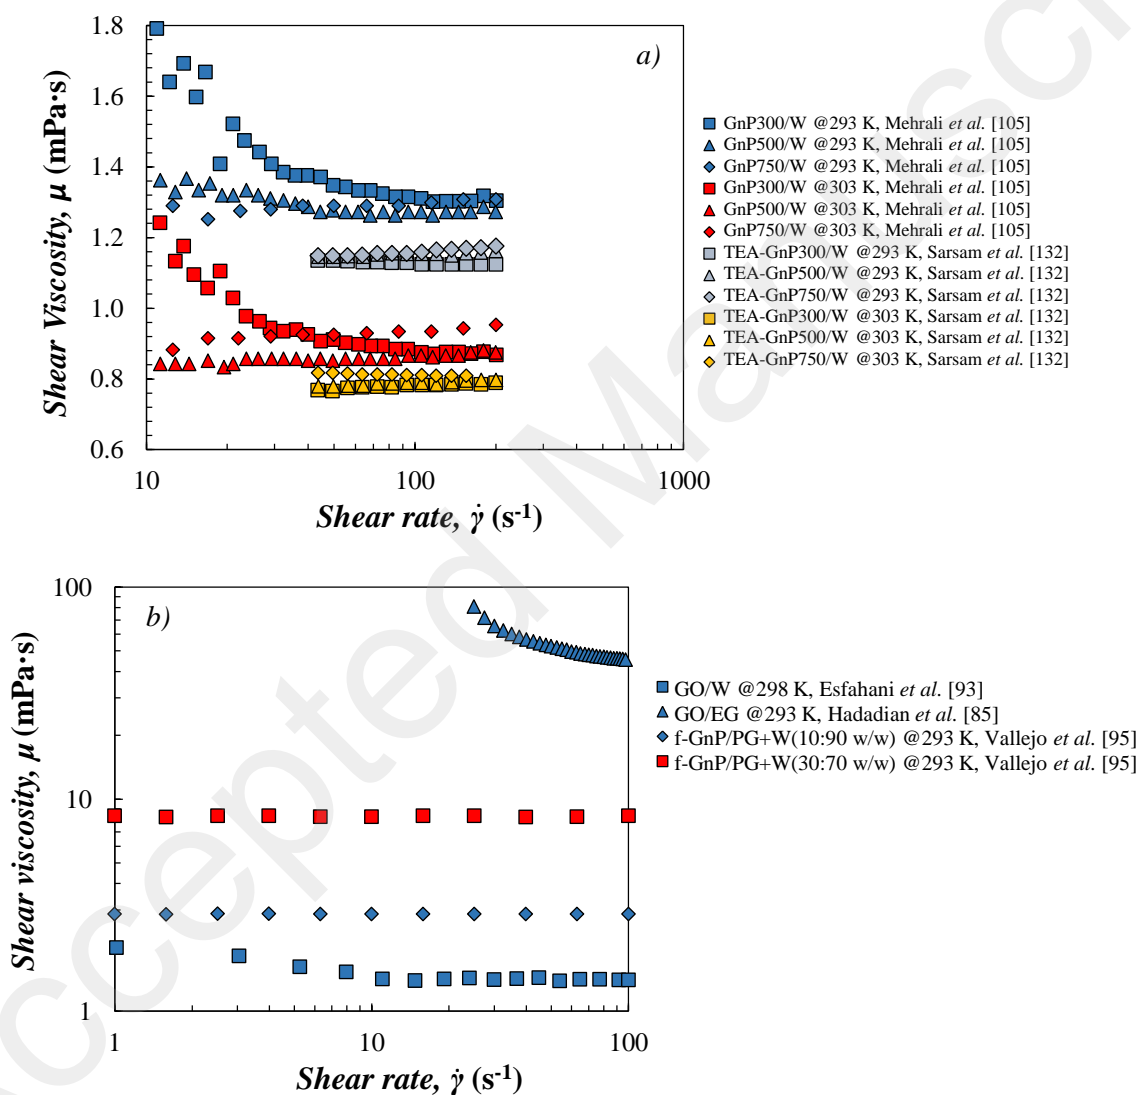 1.8
1.6
1.4
1.2
1.0
0.8
0.6
Shear Viscosity, μ (mPa·s)
a)
10
100
1000
Shear rate, γ̇ (s-1)
GnP300/W @293 K, Mehrali et al. [105]
GnP500/W @293 K, Mehrali et al. [105]
GnP750/W @293 K, Mehrali et al. [105]
GnP300/W @303 K, Mehrali et al. [105]
GnP500/W @303 K, Mehrali et al. [105]
GnP750/W @303 K, Mehrali et al. [105]
TEA-GnP300/W @293 K, Sarsam et al. [132]
TEA-GnP500/W @293 K, Sarsam et al. [132]
TEA-GnP750/W @293 K, Sarsam et al. [132]
TEA-GnP300/W @303 K, Sarsam et al. [132]
TEA-GnP500/W @303 K, Sarsam et al. [132]
TEA-GnP750/W @303 K, Sarsam et al. [132]
100
10
1
Shear viscosity, μ (mPa·s)
b)
1
10
100
Shear rate, γ̇ (s-1)
GO/W @298 K, Esfahani et al. [93]
GO/EG @293 K, Hadadian et al. [85]
f-GnP/PG+W(10:90 w/w) @293 K, Vallejo et al. [95]
f-GnP/PG+W(30:70 w/w) @293 K, Vallejo et al. [95]
Accepted Manuscr